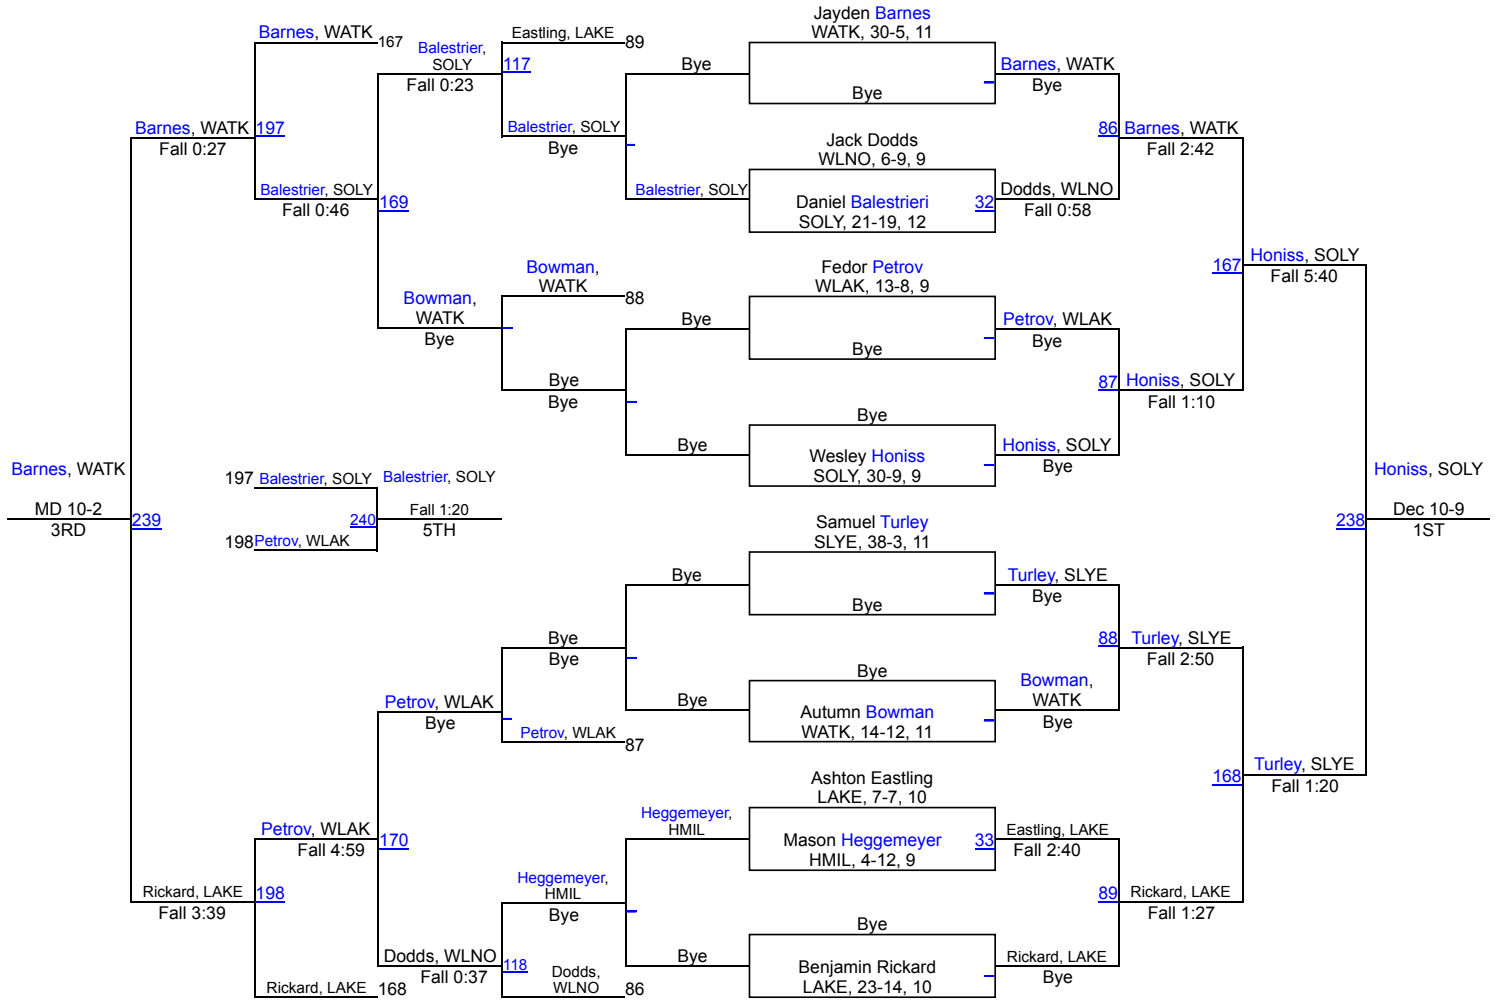 Barnes, WATK
167
Barnes, WATK
197
Fall 0:27
Balestrier, SOLY
Fall 0:46
169
Balestrier,
SOLY
117
Fall 0:23
Eastling, LAKE
89
Balestrier, SOLY
Bye
Bye
Balestrier, SOLY
Bowman,
WATK
Bye
Bowman,
WATK
88
Bye
Bye
Bye
Bye
Jayden Barnes
WATK, 30-5, 11
Bye
Jack Dodds
WLNO, 6-9, 9
Daniel Balestrieri
SOLY, 21-19, 12
32
Fedor Petrov
WLAK, 13-8, 9
Bye
Bye
Wesley Honiss
SOLY, 30-9, 9
Barnes, WATK
Bye
86
Dodds, WLNO
Fall 0:58
Barnes, WATK
Fall 2:42
167
Petrov, WLAK
Bye
87
Honiss, SOLY
Bye
Honiss, SOLY
Fall 1:10
Honiss, SOLY
Fall 5:40
Barnes, WATK
MD 10-2
3RD
239
197
Balestrier, SOLY
198
Petrov, WLAK
240
Balestrier, SOLY
Fall 1:20
5TH
Honiss, SOLY
238
Dec 10-9
1ST
Samuel Turley
SLYE, 38-3, 11
Bye
Bye
Autumn Bowman
WATK, 14-12, 11
Ashton Eastling
LAKE, 7-7, 10
Mason Heggemeyer
HMIL, 4-12, 9
33
Bye
Benjamin Rickard
LAKE, 23-14, 10
Turley, SLYE
Bye
88
Bowman,
WATK
Bye
Turley, SLYE
Fall 2:50
168
Turley, SLYE
Fall 1:20
Eastling, LAKE
Fall 2:40
89
Rickard, LAKE
Bye
Rickard, LAKE
Fall 1:27
Bye
Bye
Bye
Bye
Petrov, WLAK
Bye
Petrov, WLAK
87
Petrov, WLAK
Fall 4:59
170
Rickard, LAKE
198
Fall 3:39
Rickard, LAKE
168
Dodds, WLNO
Fall 0:37
118
Heggemeyer,
HMIL
Bye
Dodds,
WLNO
86
Heggemeyer,
HMIL
Bye